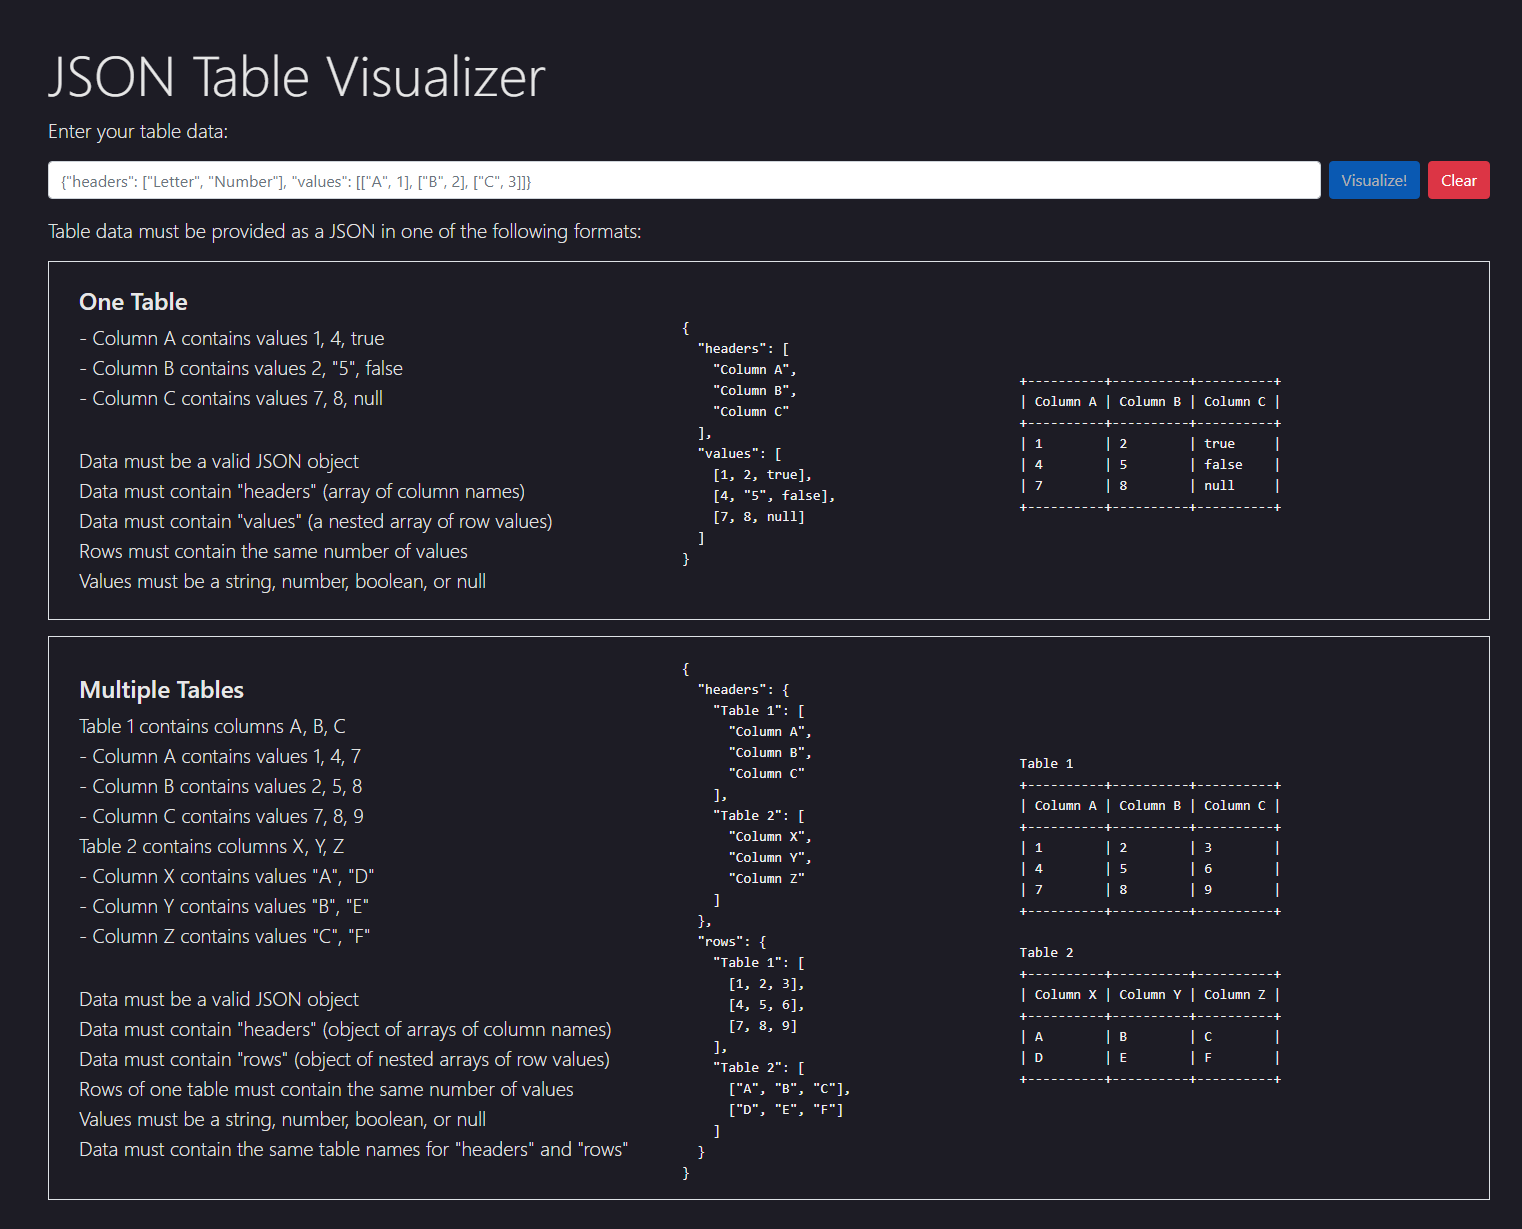 JSON Table Visualizer
Enter your table data:
{"headers": ["Letter", "Number"], "values": [["A", 1], ["B", 2], ["C", 3]]}
Visualize!
Clear
Table data must be provided as a JSON in one of the following formats:
One Table
- Column A contains values 1, 4, true
- Column B contains values 2, "5", false
- Column C contains values 7, 8, null
Data must be a valid JSON object
Data must contain "headers" (array of column names)
Data must contain "values" (a nested array of row values)
Rows must contain the same number of values
Values must be a string, number, boolean, or null
{
  "headers": [
    "Column A",
    "Column B",
    "Column C"
  ],
  "values": [
    [1, 2, true],
    [4, "5", false],
    [7, 8, null]
  ]
}
+----------+----------+----------+
| Column A | Column B | Column C |
+----------+----------+----------+
| 1        | 2        | true     |
| 4        | 5        | false    |
| 7        | 8        | null     |
+----------+----------+----------+
Multiple Tables
Table 1 contains columns A, B, C
- Column A contains values 1, 4, 7
- Column B contains values 2, 5, 8
- Column C contains values 7, 8, 9
Table 2 contains columns X, Y, Z
- Column X contains values "A", "D"
- Column Y contains values "B", "E"
- Column Z contains values "C", "F"
Data must be a valid JSON object
Data must contain "headers" (object of arrays of column names)
Data must contain "rows" (object of nested arrays of row values)
Rows of one table must contain the same number of values
Values must be a string, number, boolean, or null
Data must contain the same table names for "headers" and "rows"
{
  "headers": {
    "Table 1": [
      "Column A",
      "Column B",
      "Column C"
    ],
    "Table 2": [
      "Column X",
      "Column Y",
      "Column Z"
    ]
  },
  "rows": {
    "Table 1": [
      [1, 2, 3],
      [4, 5, 6],
      [7, 8, 9]
    ],
    "Table 2": [
      ["A", "B", "C"],
      ["D", "E", "F"]
    ]
  }
}
Table 1
+----------+----------+----------+
| Column A | Column B | Column C |
+----------+----------+----------+
| 1        | 2        | 3        |
| 4        | 5        | 6        |
| 7        | 8        | 9        |
+----------+----------+----------+
Table 2
+----------+----------+----------+
| Column X | Column Y | Column Z |
+----------+----------+----------+
| A        | B        | C        |
| D        | E        | F        |
+----------+----------+----------+